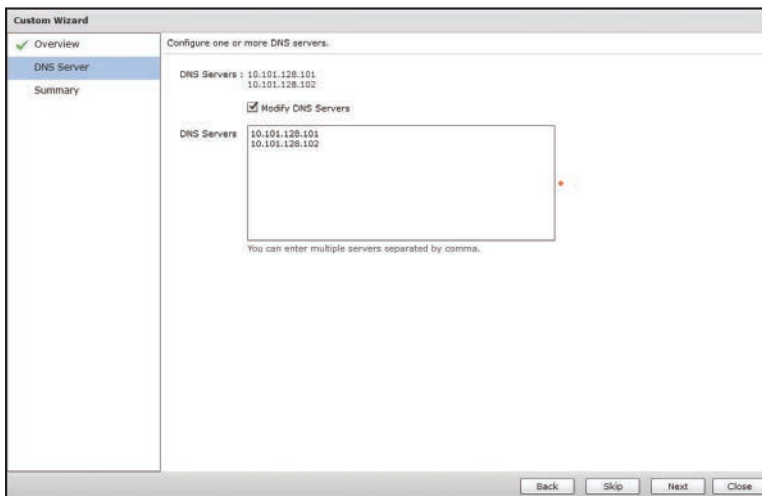 Custom Wizard
Overview
DNS Server
Summary
Configure one or more DNS servers.
DNS Servers : 10.101.128.101
10.101.128.102
Modify DNS Servers
DNS Servers
10.101.128.101
10.101.128.102
You can enter multiple servers separated by comma.
Back Skip Next Close